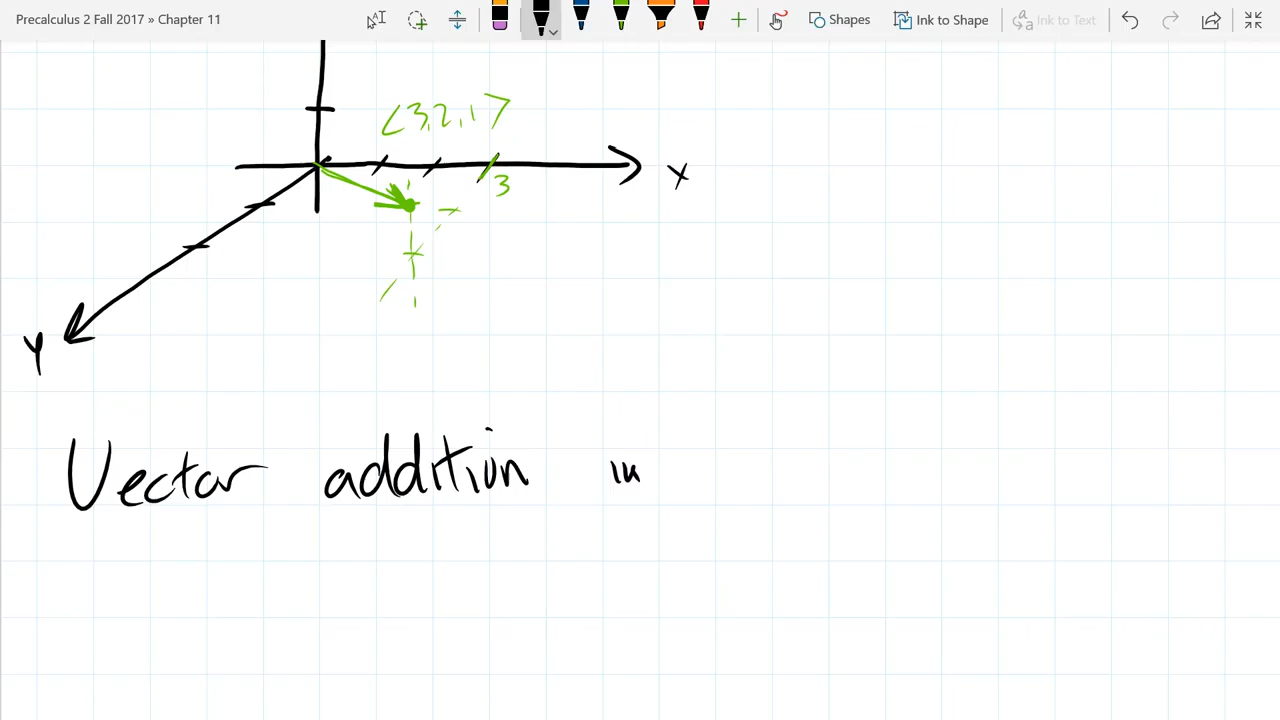 Precalculus 2 Fall 2017 » Chapter 11
Shapes
Ink to Shape
Ink to Text
⟨3,2,1⟩
3
x
y
Vector addition in